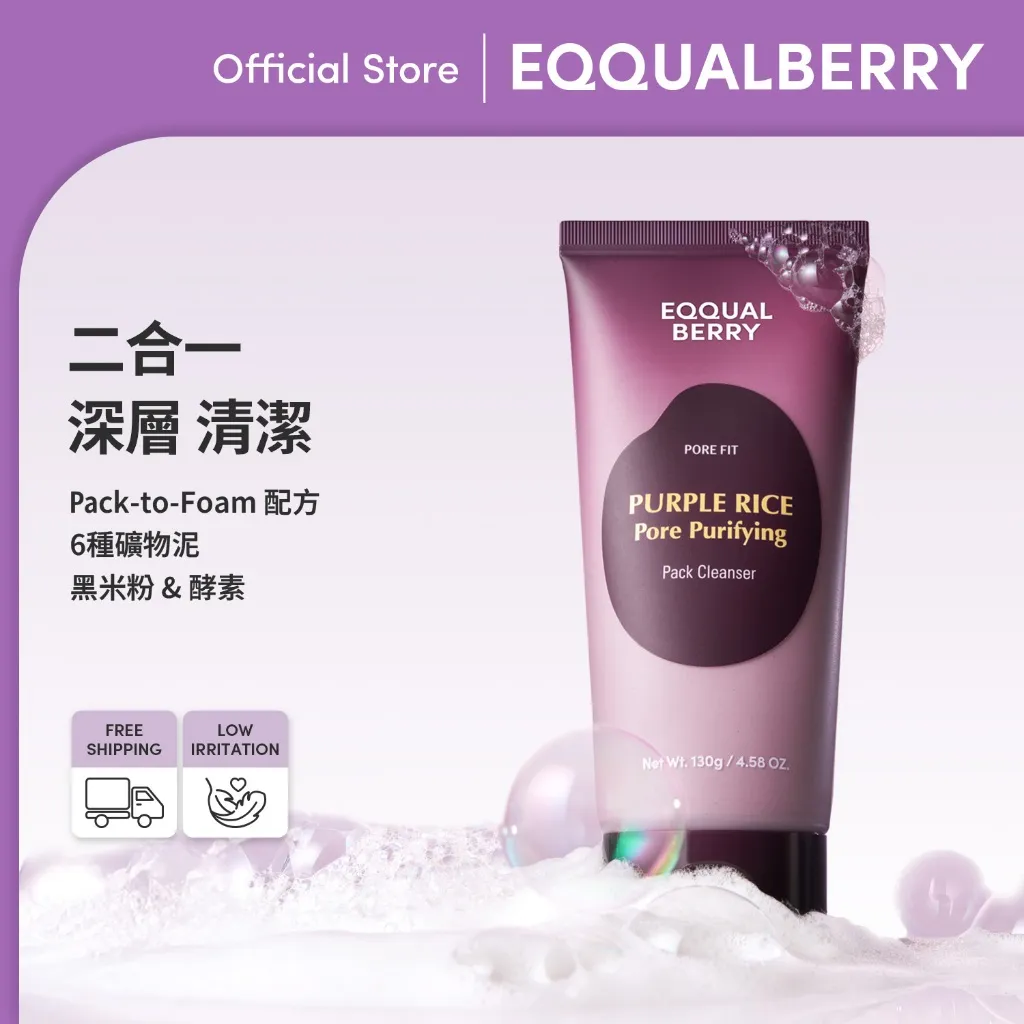 Official Store | EQQUALBERRY
二合一
深層 清潔
Pack-to-Foam 配方
6種礦物泥
黑米粉 & 酵素
FREE
SHIPPING
LOW
IRRITATION
EQQUAL
BERRY
PORE FIT
PURPLE RICE
Pore Purifying
Pack Cleanser
Net Wt. 130g / 4.58 OZ.